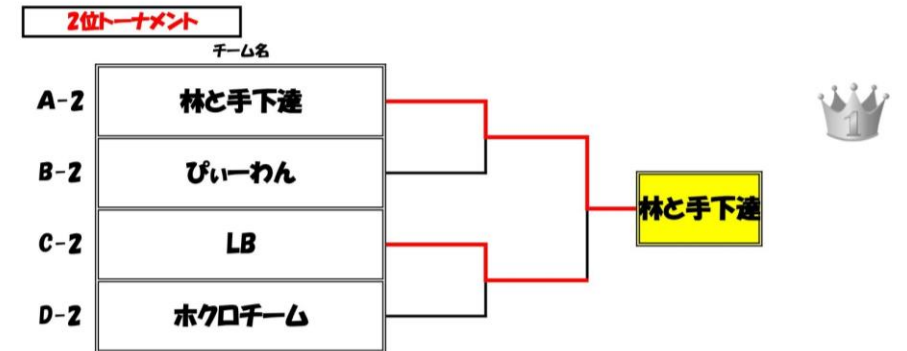 2位トーナメント
チーム名
A-2 林と手下達
B-2 ぴぃーわん
C-2 LB
D-2 ホクロチーム
林と手下達
1